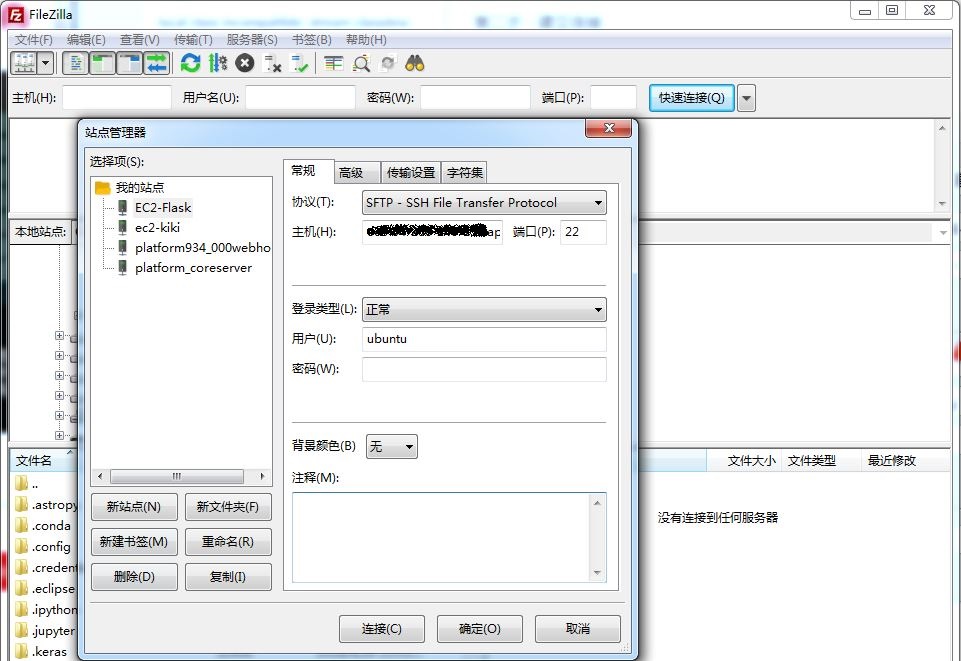 FileZilla
文件(F) 编辑(E) 查看(V) 传输(T) 服务器(S) 书签(B) 帮助(H)
主机(H): 用户名(U): 密码(W): 端口(P): 快速连接(Q)
站点管理器
选择项(S):
我的站点
EC2-Flask
ec2-kiki
platform934_000webho
platform_coreserver
新站点(N) 新文件夹(F)
新建书签(M) 重命名(R)
删除(D) 复制(I)
常规 高级 传输设置 字符集
协议(T): SFTP - SSH File Transfer Protocol
主机(H): ap 端口(P): 22
登录类型(L): 正常
用户(U): ubuntu
密码(W):
背景颜色(B) 无
注释(M):
连接(C) 确定(O) 取消
本地站点:
文件名
..
.astropy
.conda
.config
.creden
.eclipse
.ipython
.jupyter
.keras
文件大小 文件类型 最近修改
没有连接到任何服务器